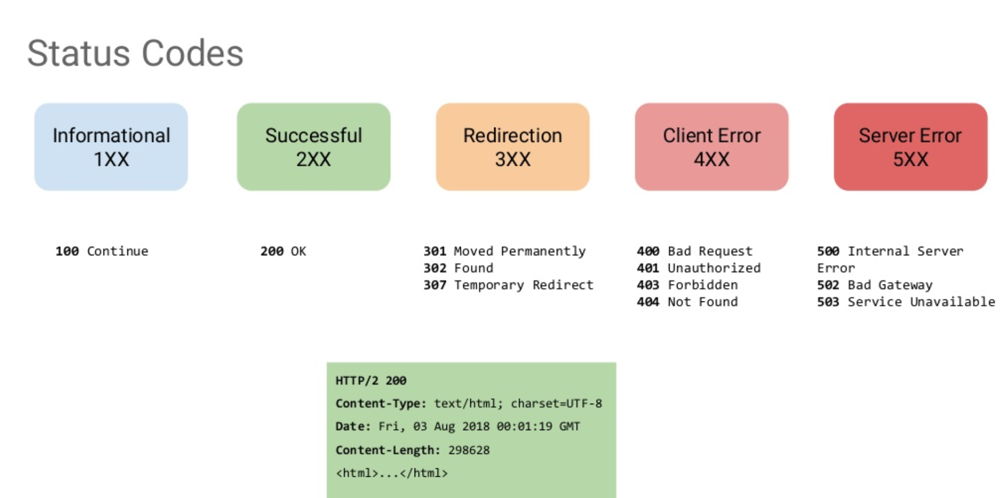 Status Codes
Informational
1XX
Successful
2XX
Redirection
3XX
Client Error
4XX
Server Error
5XX
100 Continue
200 OK
301 Moved Permanently
302 Found
307 Temporary Redirect
400 Bad Request
401 Unauthorized
403 Forbidden
404 Not Found
500 Internal Server
Error
502 Bad Gateway
503 Service Unavailable
HTTP/2 200
Content-Type: text/html; charset=UTF-8
Date: Fri, 03 Aug 2018 00:01:19 GMT
Content-Length: 298628
<html>...</html>